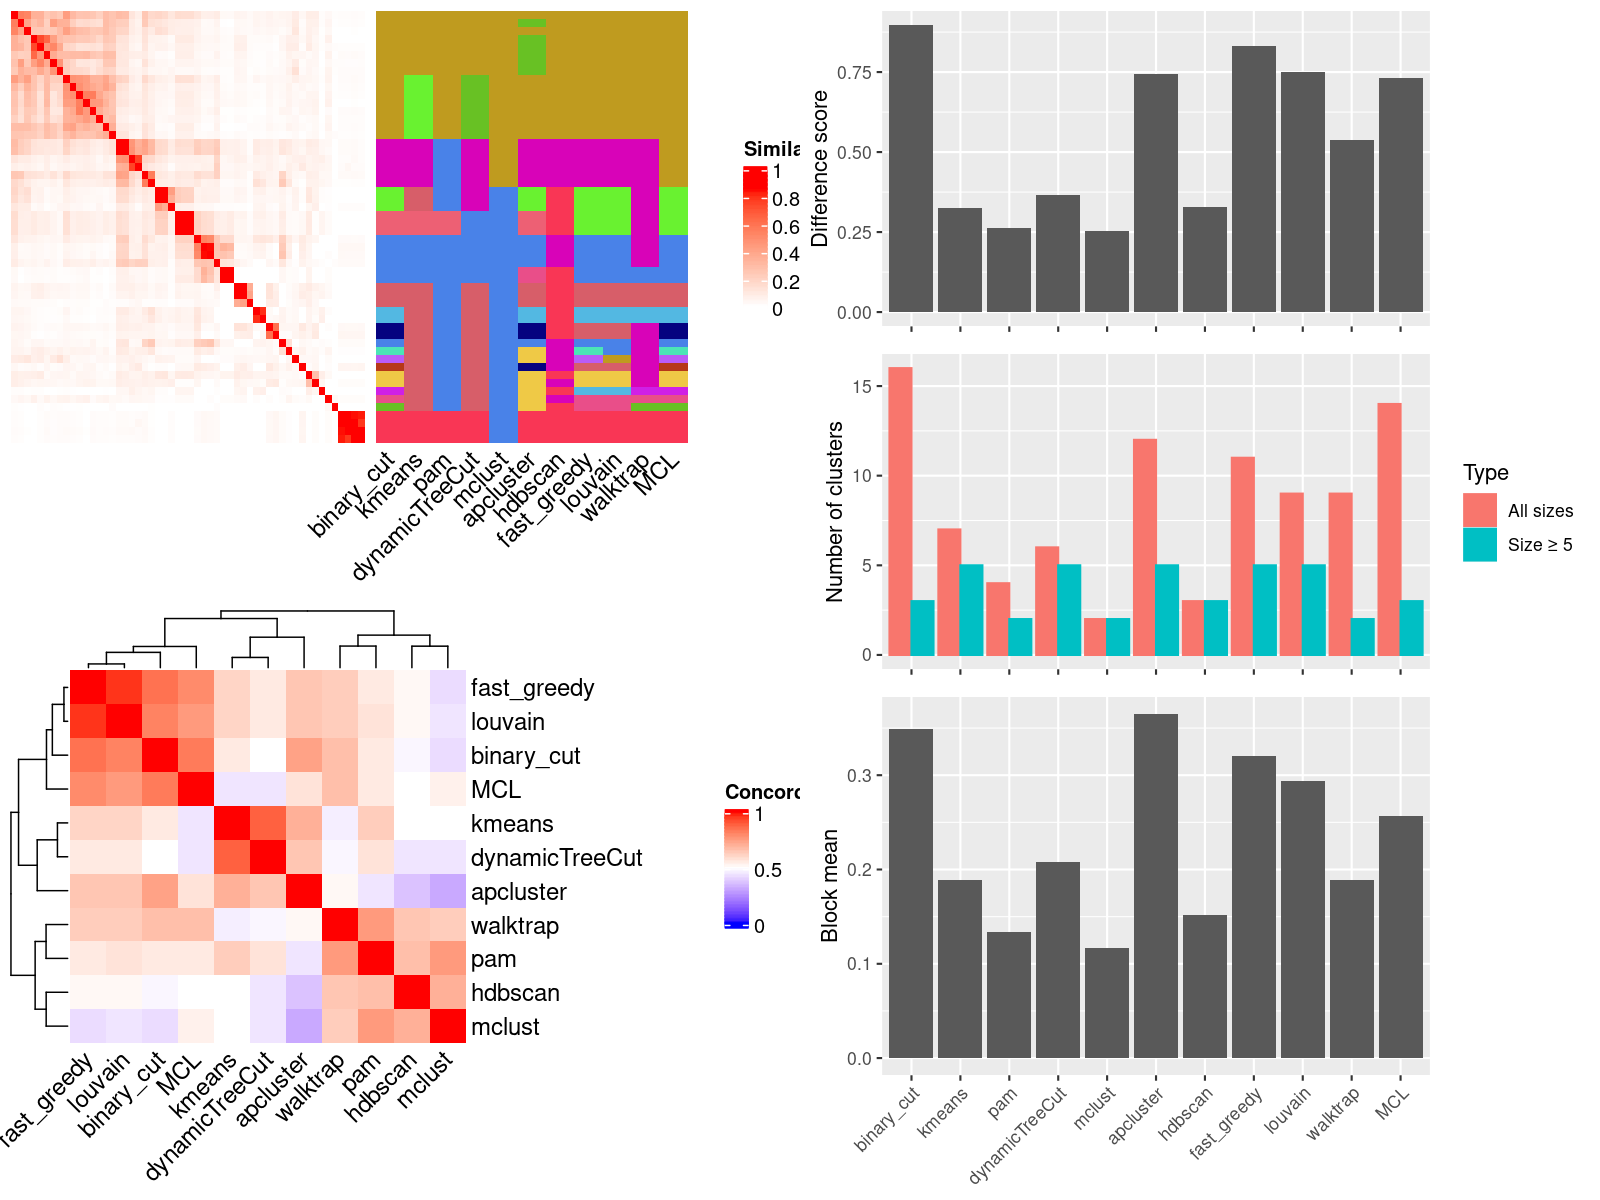 Simila
1
0.8
0.6
0.4
0.2
0
binary_cut
kmeans
pam
dynamicTreeCut
mclust
apcluster
hdbscan
fast_greedy
louvain
walktrap
MCL
Difference score
0.75
0.50
0.25
0.00
Number of clusters
15
10
5
0
Type
All sizes
Size ≥ 5
Block mean
0.3
0.2
0.1
0.0
binary_cut
kmeans
pam
dynamicTreeCut
mclust
apcluster
hdbscan
fast_greedy
louvain
walktrap
MCL
fast_greedy
louvain
binary_cut
MCL
kmeans
dynamicTreeCut
apcluster
walktrap
pam
hdbscan
mclust
Concord
1
0.5
0
fast_greedy
louvain
binary_cut
MCL
kmeans
dynamicTreeCut
apcluster
walktrap
pam
hdbscan
mclust